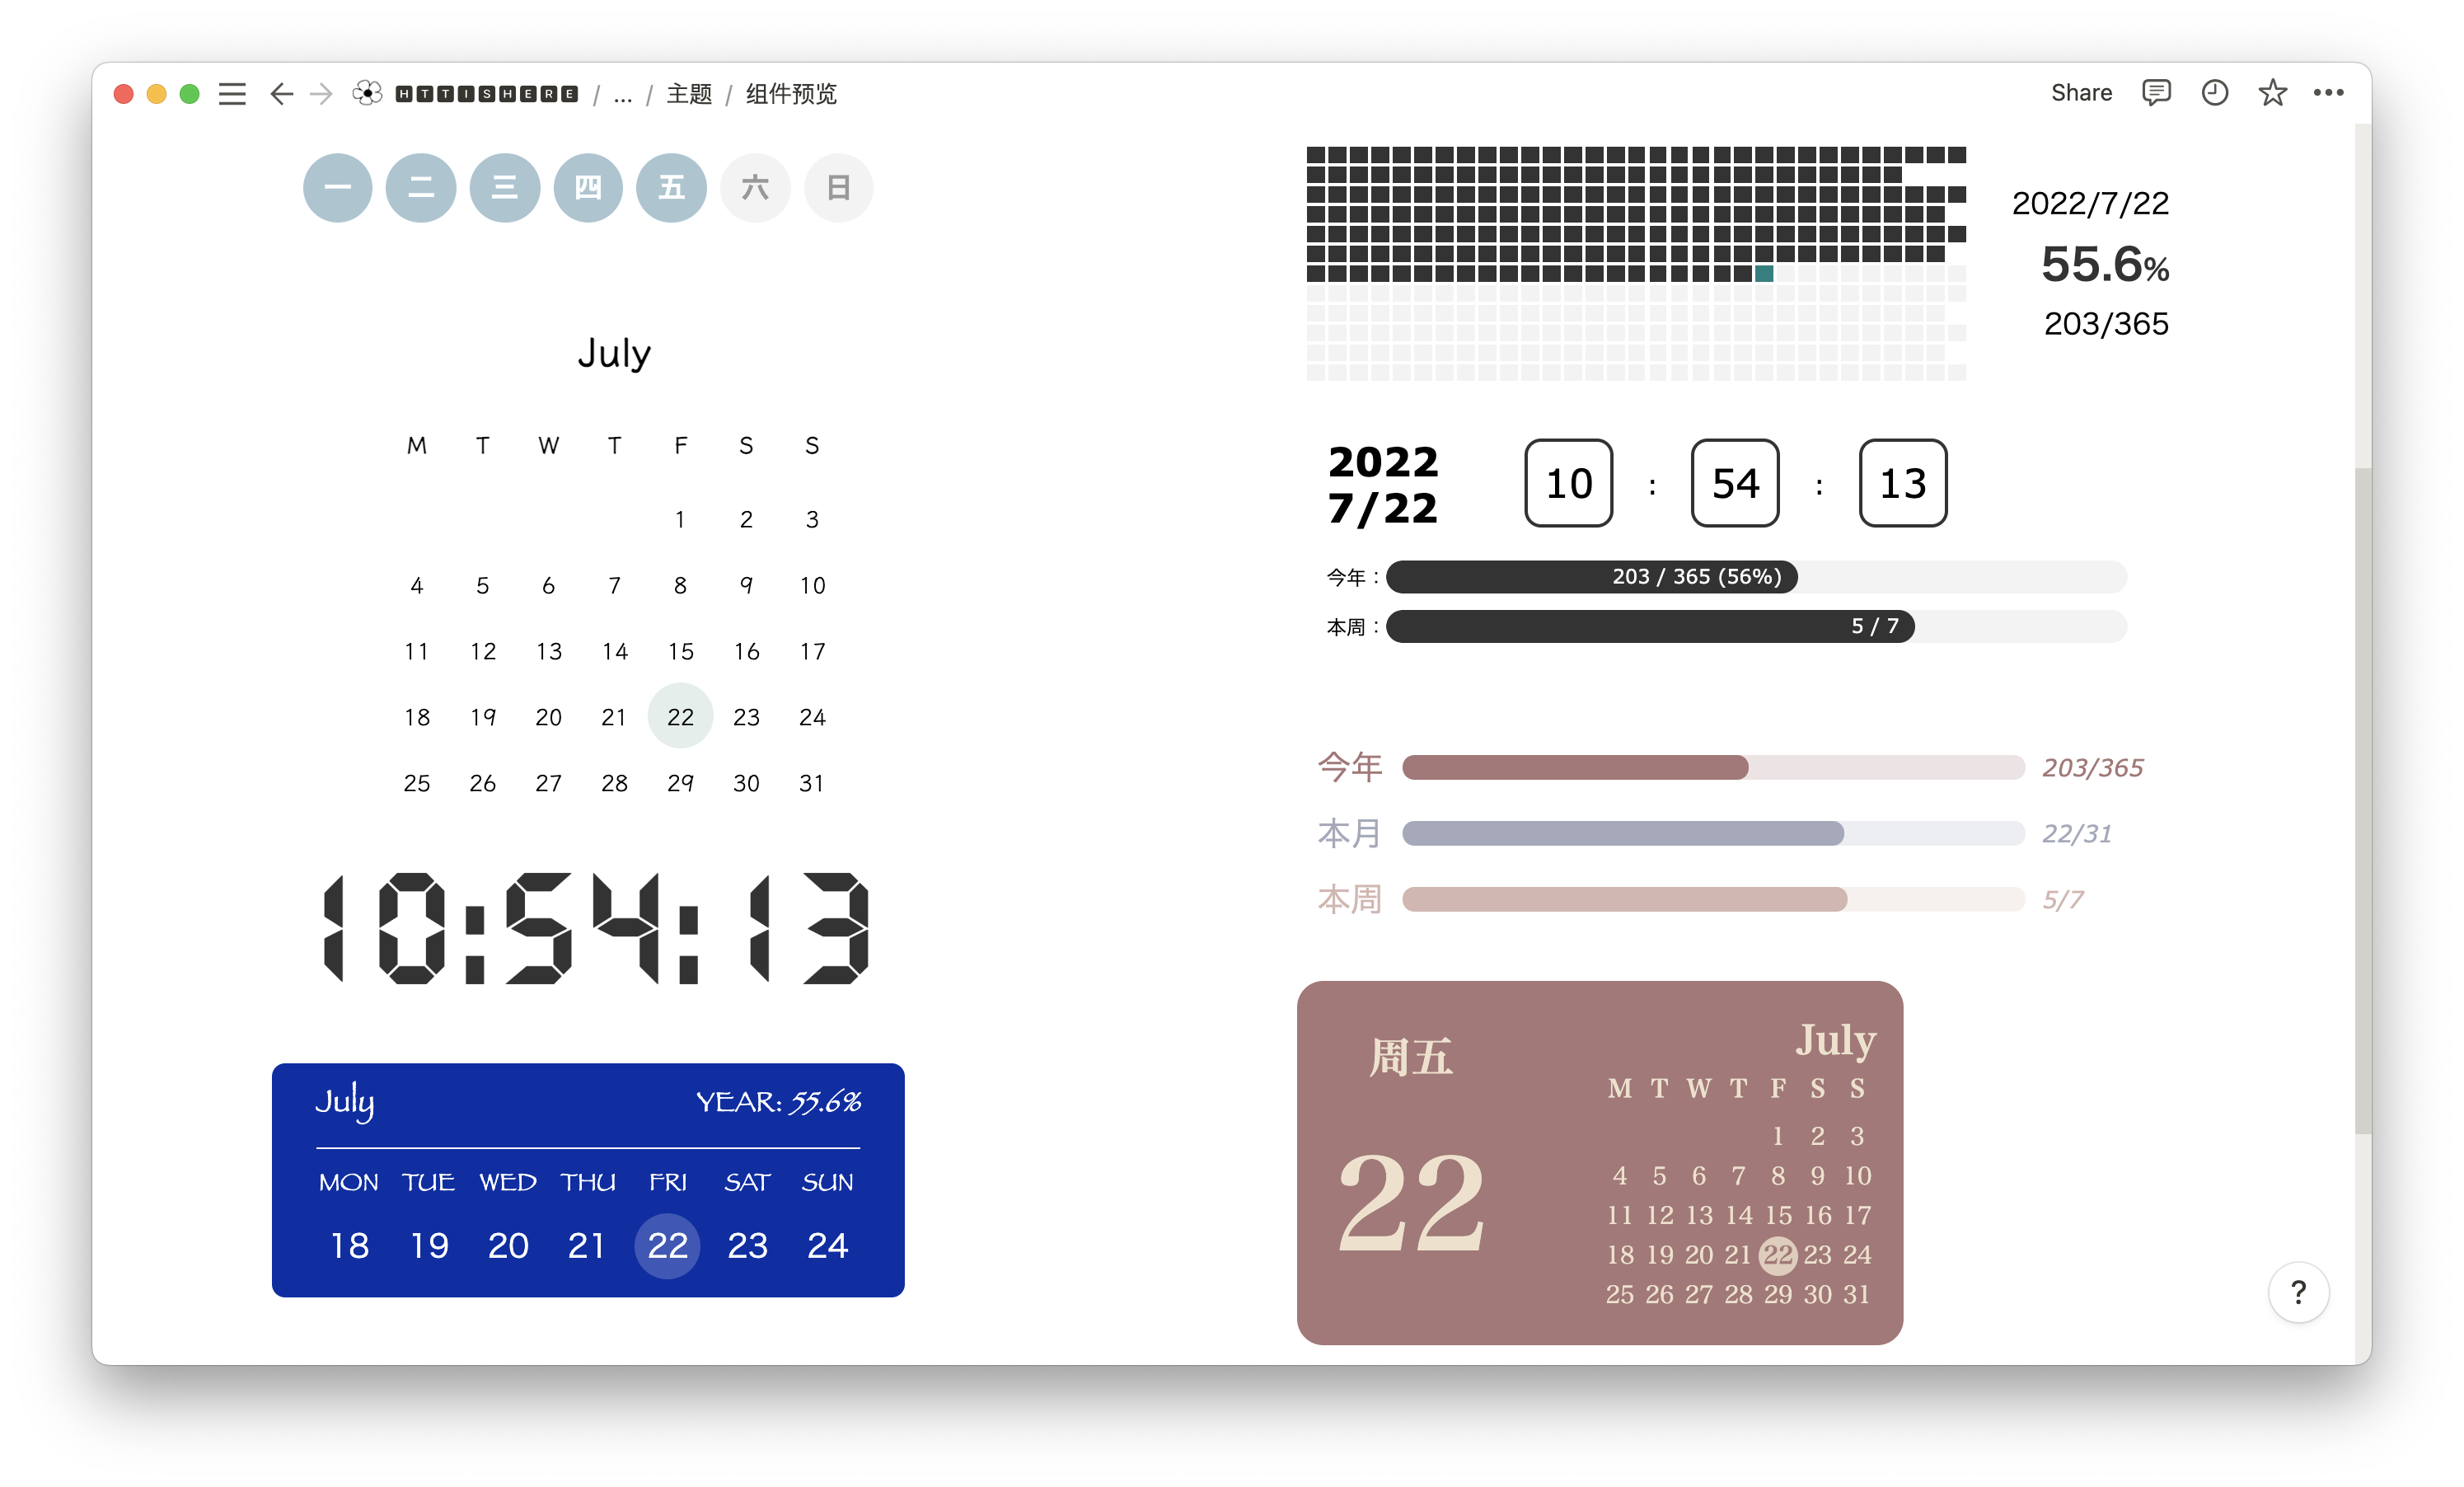 HTTISHERE / ... / 主题 / 组件预览
Share
一 二 三 四 五 六 日
July
M T W T F S S
1 2 3
4 5 6 7 8 9 10
11 12 13 14 15 16 17
18 19 20 21 22 23 24
25 26 27 28 29 30 31
10:54:13
July YEAR: 55.6%
MON TUE WED THU FRI SAT SUN
18 19 20 21 22 23 24
2022/7/22
55.6%
203/365
2022
7/22
10 : 54 : 13
今年：203 / 365 (56%)
本周：5 / 7
今年 203/365
本月 22/31
本周 5/7
周五
22
July
M T W T F S S
1 2 3
4 5 6 7 8 9 10
11 12 13 14 15 16 17
18 19 20 21 22 23 24
25 26 27 28 29 30 31
?